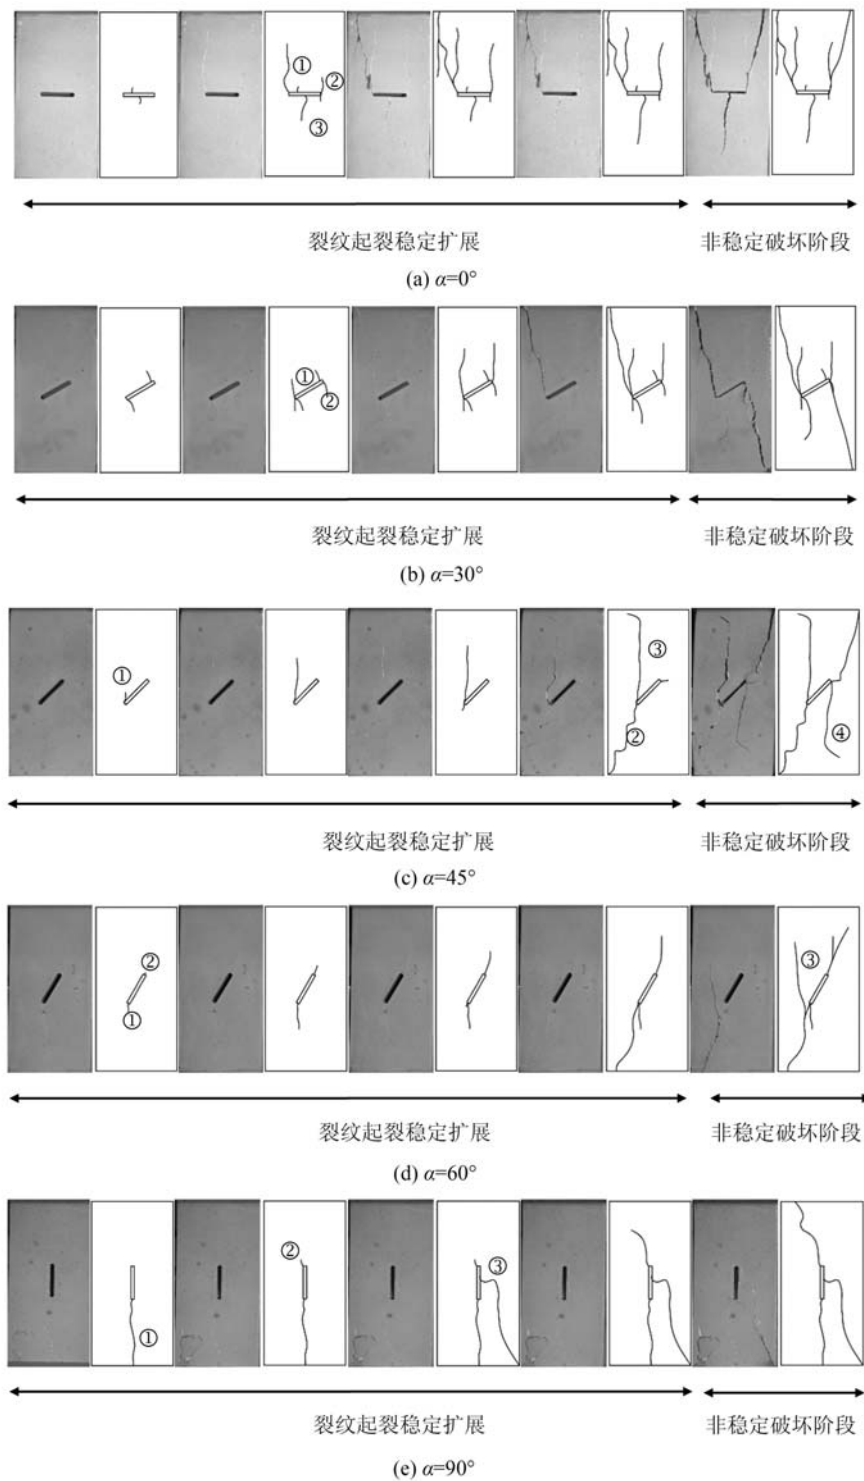 ① ② ③
裂纹起裂稳定扩展 非稳定破坏阶段
(a) α=0°
① ②
裂纹起裂稳定扩展 非稳定破坏阶段
(b) α=30°
① ② ③ ④
裂纹起裂稳定扩展 非稳定破坏阶段
(c) α=45°
② ① ③
裂纹起裂稳定扩展 非稳定破坏阶段
(d) α=60°
① ② ③
裂纹起裂稳定扩展 非稳定破坏阶段
(e) α=90°